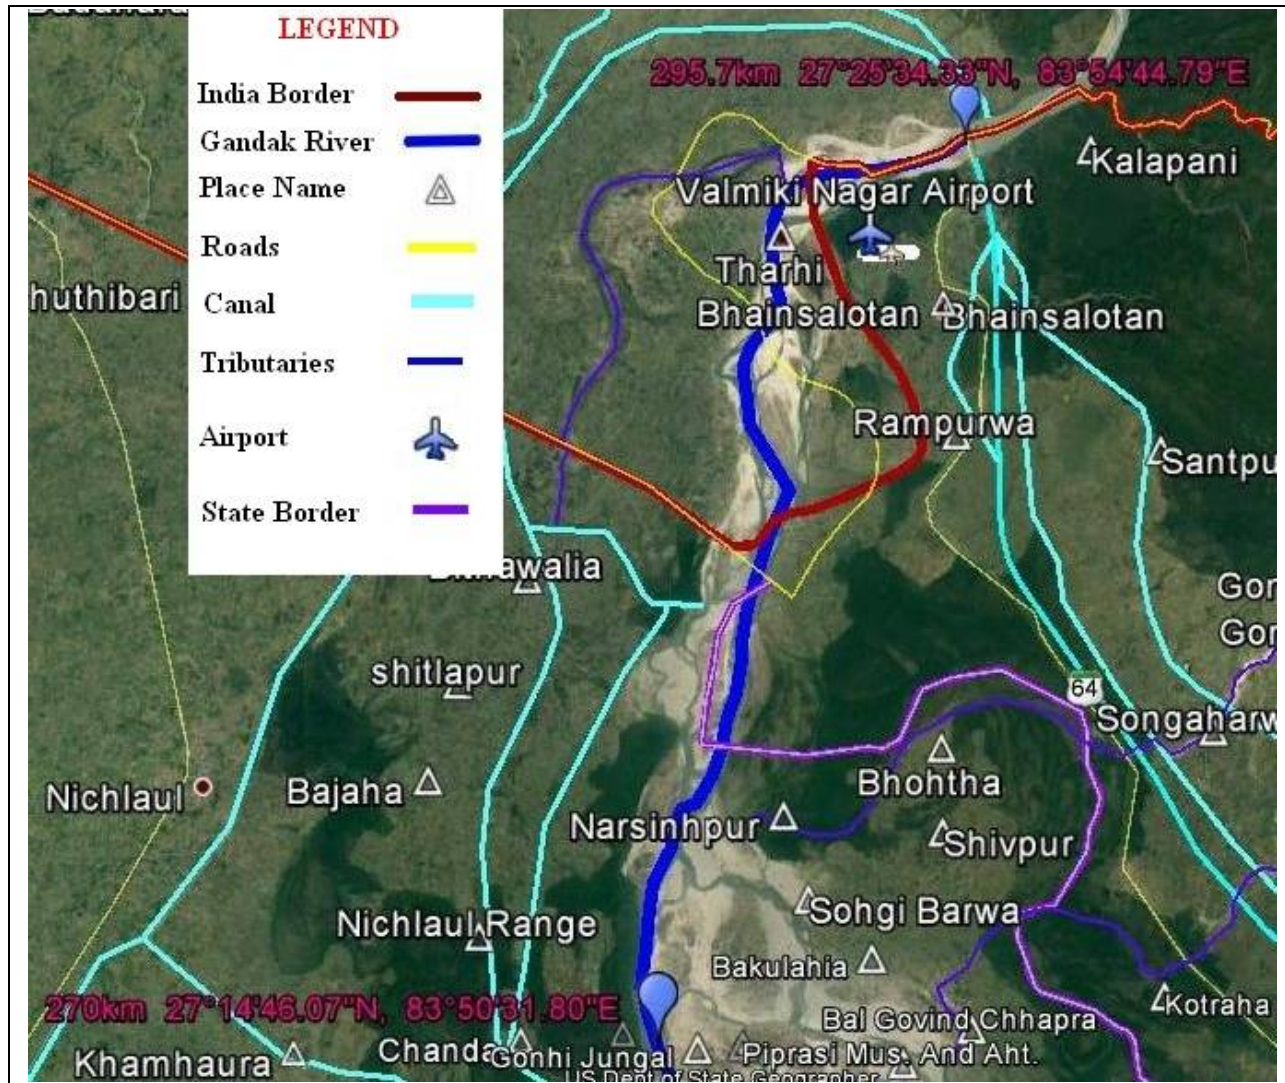 LEGEND
India Border
Gandak River
Place Name
Roads
Canal
Tributaries
Airport
State Border
295.7km 27°25'34.33"N, 83°54'44.79"E
Kalapani
Valmiki Nagar Airport
Tharhi
huthibari
Bhainsalotan
Bhainsalotan
Rampurwa
Santpu
Gor
Gor
shitlapur
64
Songaharw
Nichlaul
Bajaha
Bhohtha
Narsinhpur
Shivpur
Nichlaul Range
Sohgi Barwa
Bakulahia
270km 27°14'46.07"N, 83°50'31.80"E
Kotraha
Bal Govind Chhapra
Khamhaura
Chanda
Gonhi Jungal
Piprasi Mus. And Aht.
US Dept of State Geographer